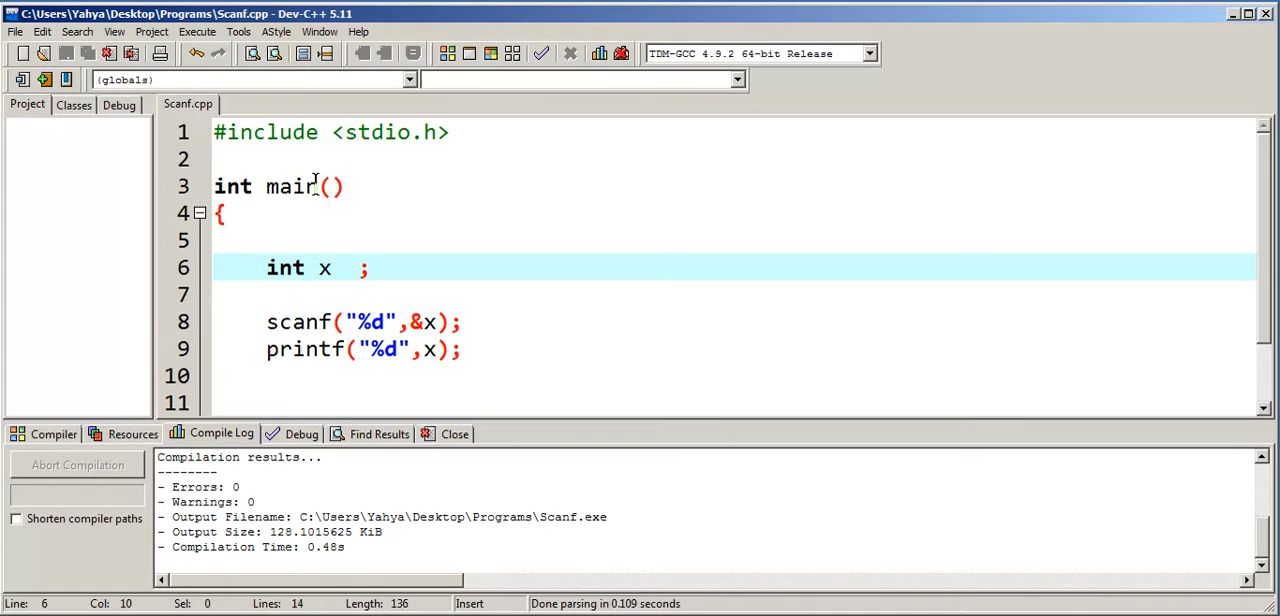 C:\Users\Yahya\Desktop\Programs\Scanf.cpp - Dev-C++ 5.11
File Edit Search View Project Execute Tools AStyle Window Help
TDM-GCC 4.9.2 64-bit Release
(globals)
Project Classes Debug Scanf.cpp
1 #include <stdio.h>
2
3 int main()
4 {
5
6 int x ;
7
8 scanf("%d",&x);
9 printf("%d",x);
10
11
Compiler Resources Compile Log Debug Find Results Close
Abort Compilation
Shorten compiler paths
Compilation results...
--------
- Errors: 0
- Warnings: 0
- Output Filename: C:\Users\Yahya\Desktop\Programs\Scanf.exe
- Output Size: 128.1015625 KiB
- Compilation Time: 0.48s
Line: 6 Col: 10 Sel: 0 Lines: 14 Length: 136 Insert Done parsing in 0.109 seconds